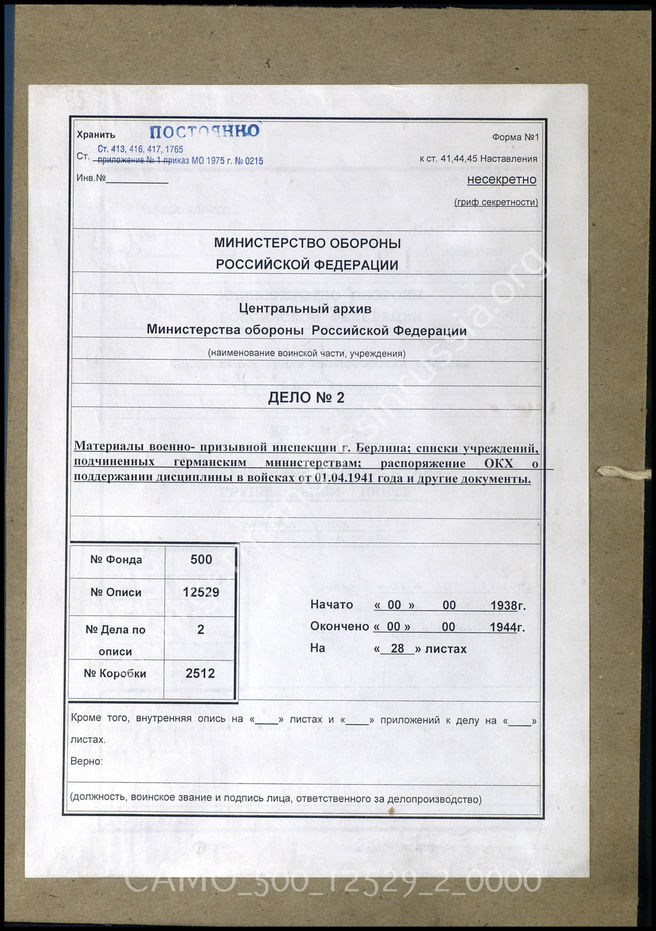 Хранить ПОСТОЯННО
Форма №1
Ст. 413, 416, 417, 1765
Ст. приложение № 1 приказ МО 1975 г. № 0215
к ст. 41,44,45 Наставления
Инв.№
несекретно
(гриф секретности)
МИНИСТЕРСТВО ОБОРОНЫ
РОССИЙСКОЙ ФЕДЕРАЦИИ
Центральный архив
Министерства обороны Российской Федерации
(наименование воинской части, учреждения)
ДЕЛО № 2
Материалы военно- призывной инспекции г. Берлина; списки учреждений,
подчиненных германским министерствам; распоряжение ОКХ о
поддержании дисциплины в войсках от 01.04.1941 года и другие документы.
№ Фонда 500
№ Описи 12529
№ Дела по описи 2
№ Коробки 2512
Начато « 00 » 00 1938г.
Окончено « 00 » 00 1944г.
На « 28 » листах
Кроме того, внутренняя опись на «___» листах и «___» приложений к делу на «___»
листах.
Верно:
(должность, воинское звание и подпись лица, ответственного за делопроизводство)
CAMO_500_12529_2_0000